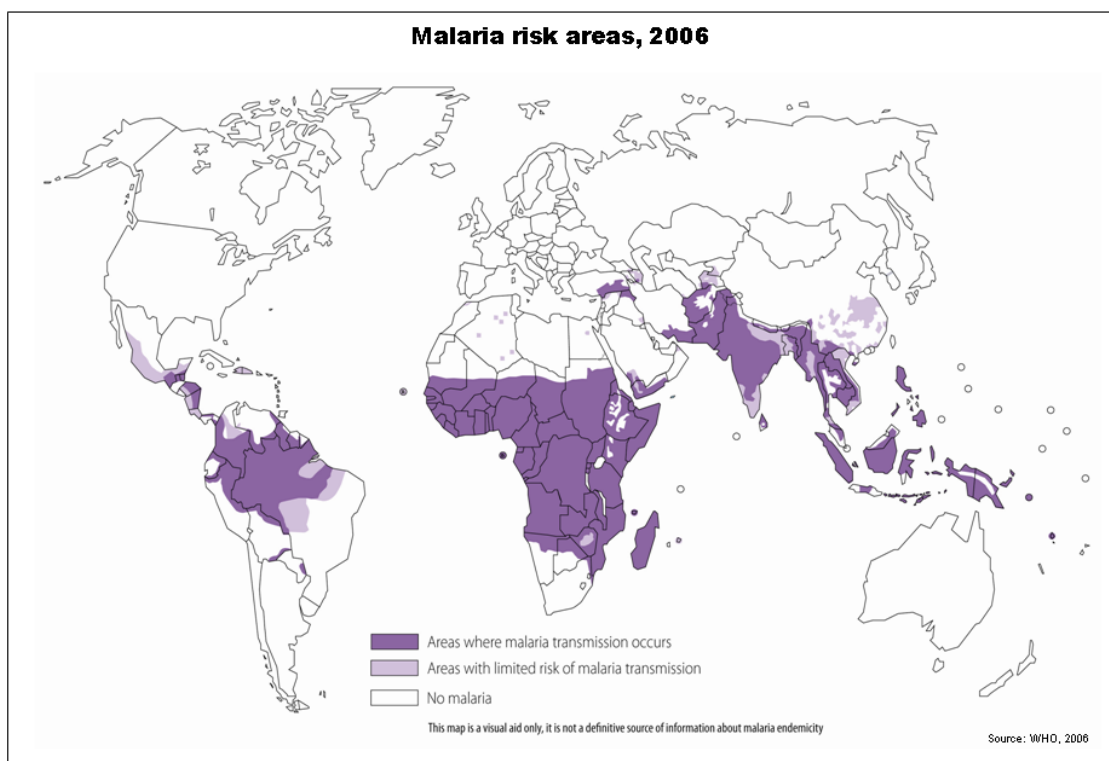 Malaria risk areas, 2006
Areas where malaria transmission occurs
Areas with limited risk of malaria transmission
No malaria
This map is a visual aid only, it is not a definitive source of information about malaria endemicity
Source: WHO, 2006